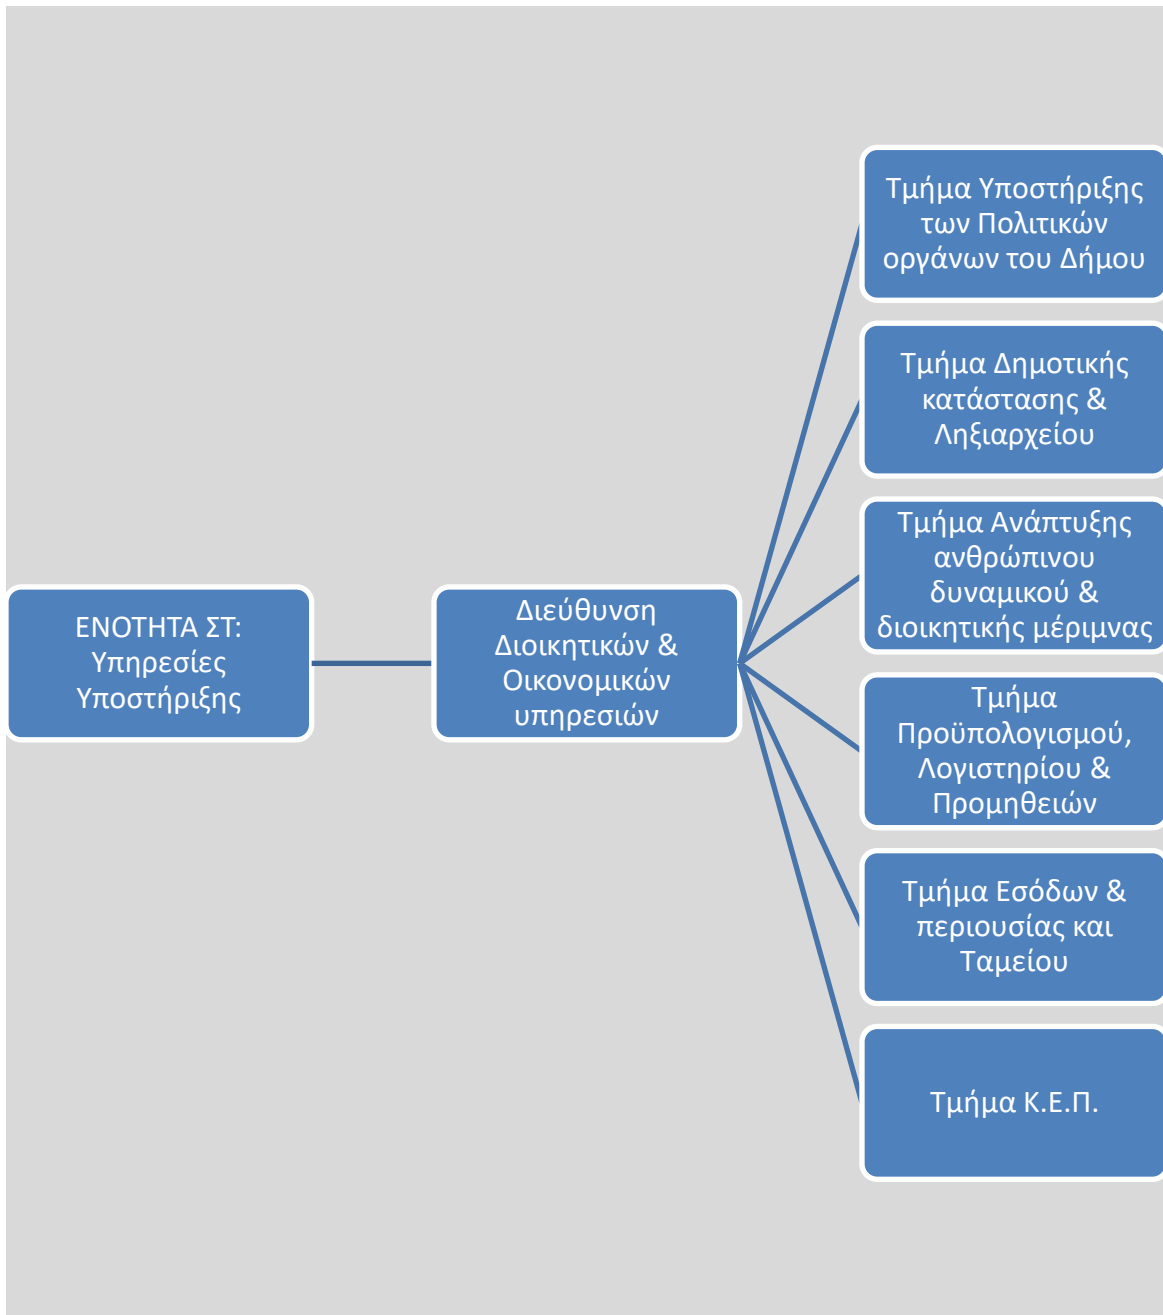 ΕΝΟΤΗΤΑ ΣΤ:
Υπηρεσίες
Υποστήριξης
Διεύθυνση
Διοικητικών &
Οικονομικών
υπηρεσιών
Τμήμα Υποστήριξης
των Πολιτικών
οργάνων του Δήμου
Τμήμα Δημοτικής
κατάστασης &
Ληξιαρχείου
Τμήμα Ανάπτυξης
ανθρώπινου
δυναμικού &
διοικητικής μέριμνας
Τμήμα
Προϋπολογισμού,
Λογιστηρίου &
Προμηθειών
Τμήμα Εσόδων &
περιουσίας και
Ταμείου
Τμήμα Κ.Ε.Π.